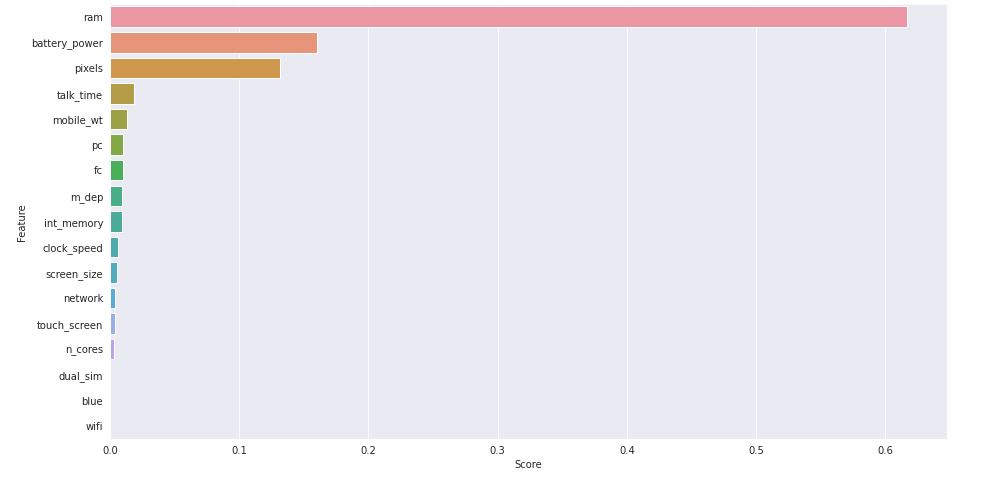 ram
battery_power
pixels
talk_time
mobile_wt
pc
fc
m_dep
int_memory
clock_speed
screen_size
network
touch_screen
n_cores
dual_sim
blue
wifi
Feature
0.0 0.1 0.2 0.3 0.4 0.5 0.6
Score